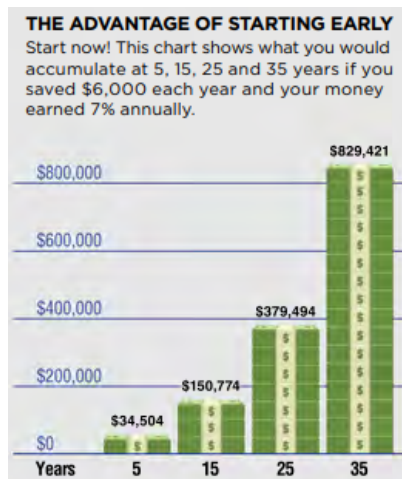 THE ADVANTAGE OF STARTING EARLY
Start now! This chart shows what you would
accumulate at 5, 15, 25 and 35 years if you
saved $6,000 each year and your money
earned 7% annually.
$829,421
$800,000
$600,000
$400,000
$379,494
$200,000
$150,774
$34,504
$0
Years 5 15 25 35